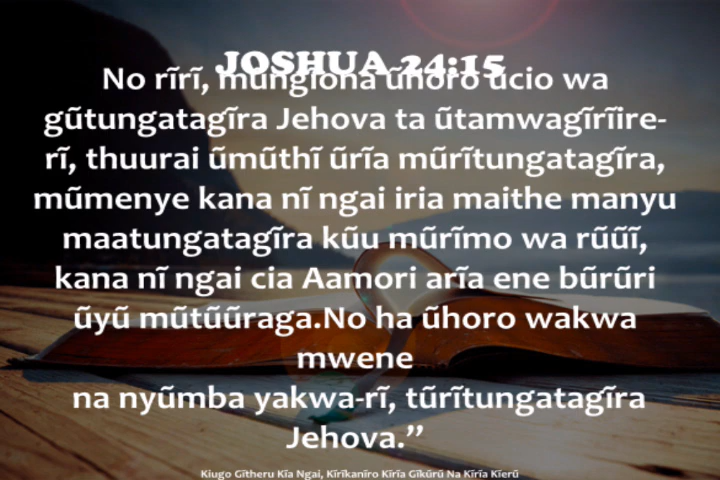 JOSHUA 24:15
No rĩrĩ, mũngĩona ũhoro ũcio wa
gũtungatagĩra Jehova ta ũtamwagĩrĩire-
rĩ, thuurai ũmũthĩ ũrĩa mũrĩtungatagĩra,
mũmenye kana nĩ ngai iria maithe manyu
maatungatagĩra kũu mũrĩmo wa rũũĩ,
kana nĩ ngai cia Aamori arĩa ene bũrũri
ũyũ mũtũũraga.No ha ũhoro wakwa
mwene
na nyũmba yakwa-rĩ, tũrĩtungatagĩra
Jehova.”
Kiugo Gĩtheru Kĩa Ngai, Kĩrĩkanĩro Kĩrĩa Gĩkũrũ Na Kĩrĩa Kĩerũ